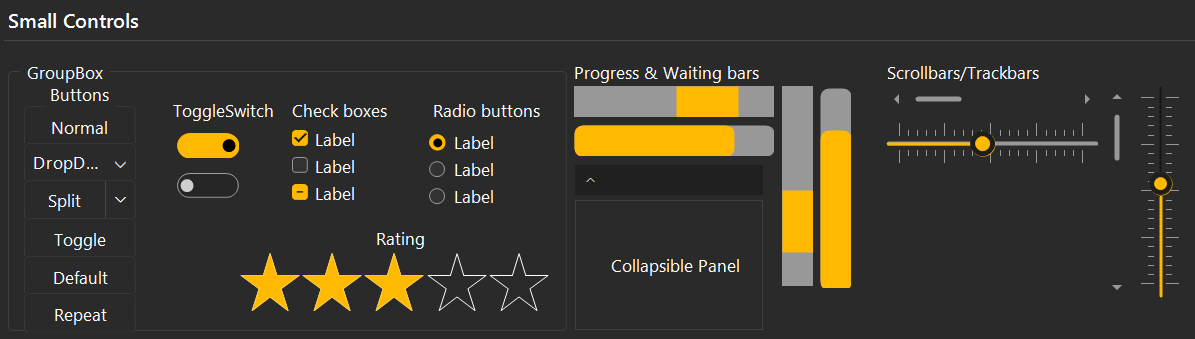 Small Controls
GroupBox
Buttons
Normal
DropD...
Split
Toggle
Default
Repeat
ToggleSwitch
Check boxes
Label
Label
Label
Radio buttons
Label
Label
Label
Rating
Progress & Waiting bars
Collapsible Panel
Scrollbars/Trackbars